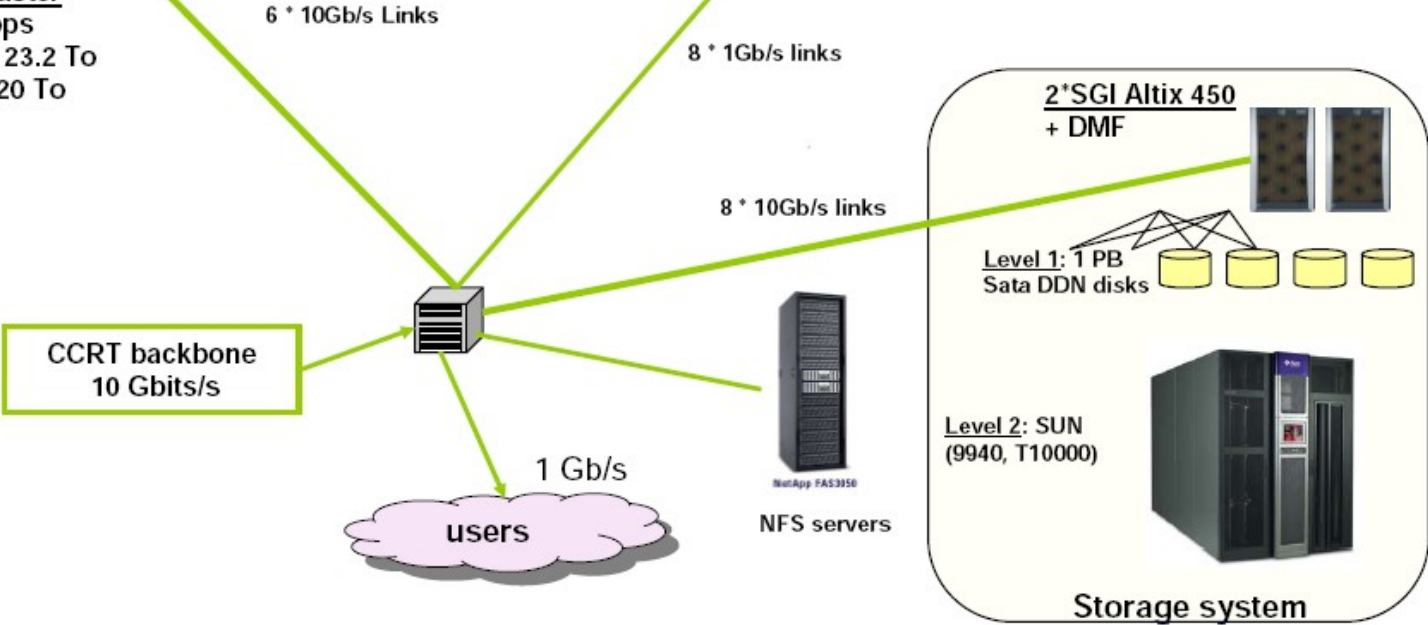 6 * 10Gb/s Links
23.2 To
20 To
8 * 1Gb/s links
2*SGI Altix 450
+ DMF
8 * 10Gb/s links
Level 1: 1 PB
Sata DDN disks
CCRT backbone
10 Gbits/s
Level 2: SUN
(9940, T10000)
1 Gb/s
NetApp FAS3050
users
NFS servers
Storage system